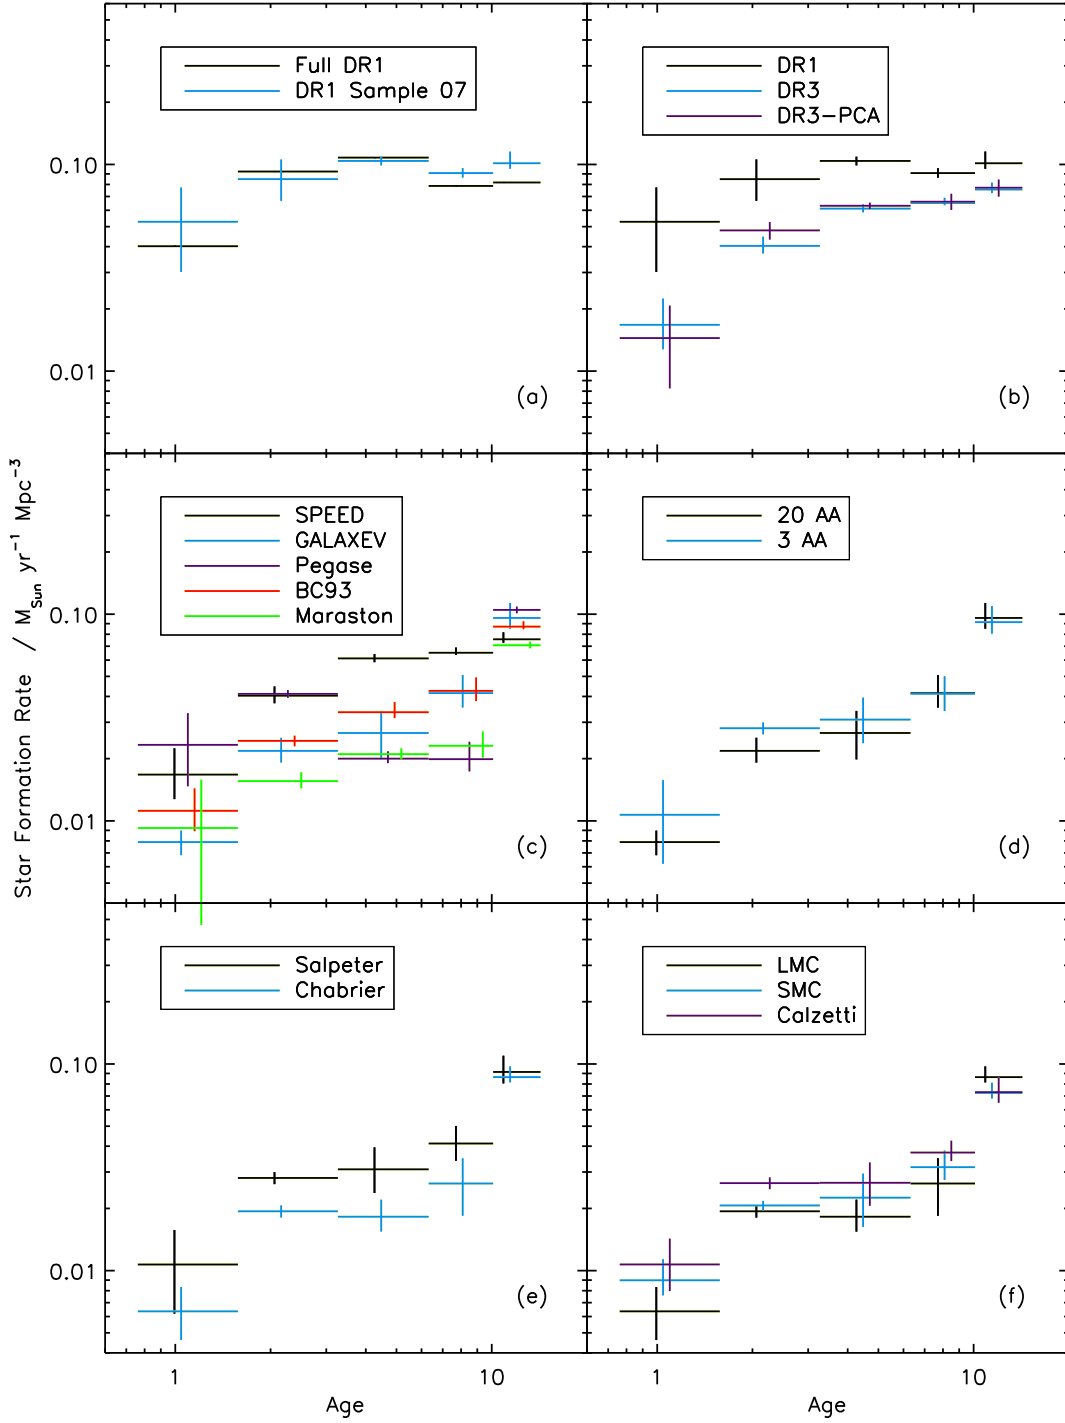 Full DR1
DR1 Sample 07
0.10
0.01
(a)
DR1
DR3
DR3-PCA
(b)
Star Formation Rate / M_Sun yr^-1 Mpc^-3
SPEED
GALAXEV
Pegase
BC93
Maraston
0.10
0.01
(c)
20 AA
3 AA
(d)
Salpeter
Chabrier
0.10
0.01
(e)
1
10
Age
LMC
SMC
Calzetti
(f)
1
10
Age